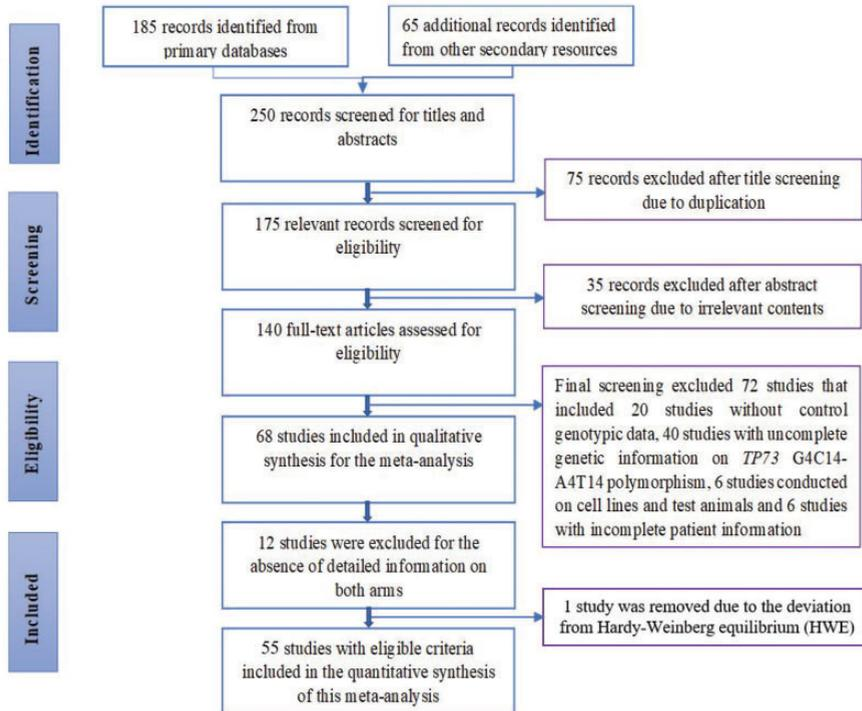 185 records identified from
primary databases
65 additional records identified
from other secondary resources
Identification
250 records screened for titles and
abstracts
75 records excluded after title screening
due to duplication
Screening
175 relevant records screened for
eligibility
35 records excluded after abstract
screening due to irrelevant contents
140 full-text articles assessed for
eligibility
Eligibility
Final screening excluded 72 studies that
included 20 studies without control
genotypic data, 40 studies with uncomplete
genetic information on TP73 G4C14-
A4T14 polymorphism, 6 studies conducted
on cell lines and test animals and 6 studies
with incomplete patient information
68 studies included in qualitative
synthesis for the meta-analysis
12 studies were excluded for the
absence of detailed information on
both arms
Included
1 study was removed due to the deviation
from Hardy-Weinberg equilibrium (HWE)
55 studies with eligible criteria
included in the quantitative synthesis
of this meta-analysis